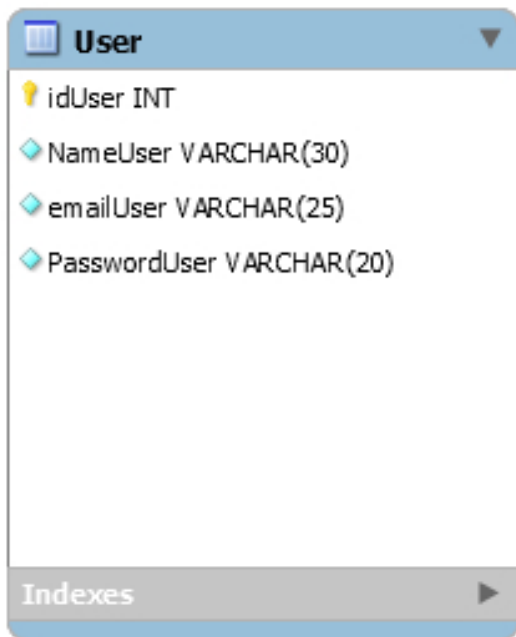 User
idUser INT
NameUser VARCHAR(30)
emailUser VARCHAR(25)
PasswordUser VARCHAR(20)
Indexes